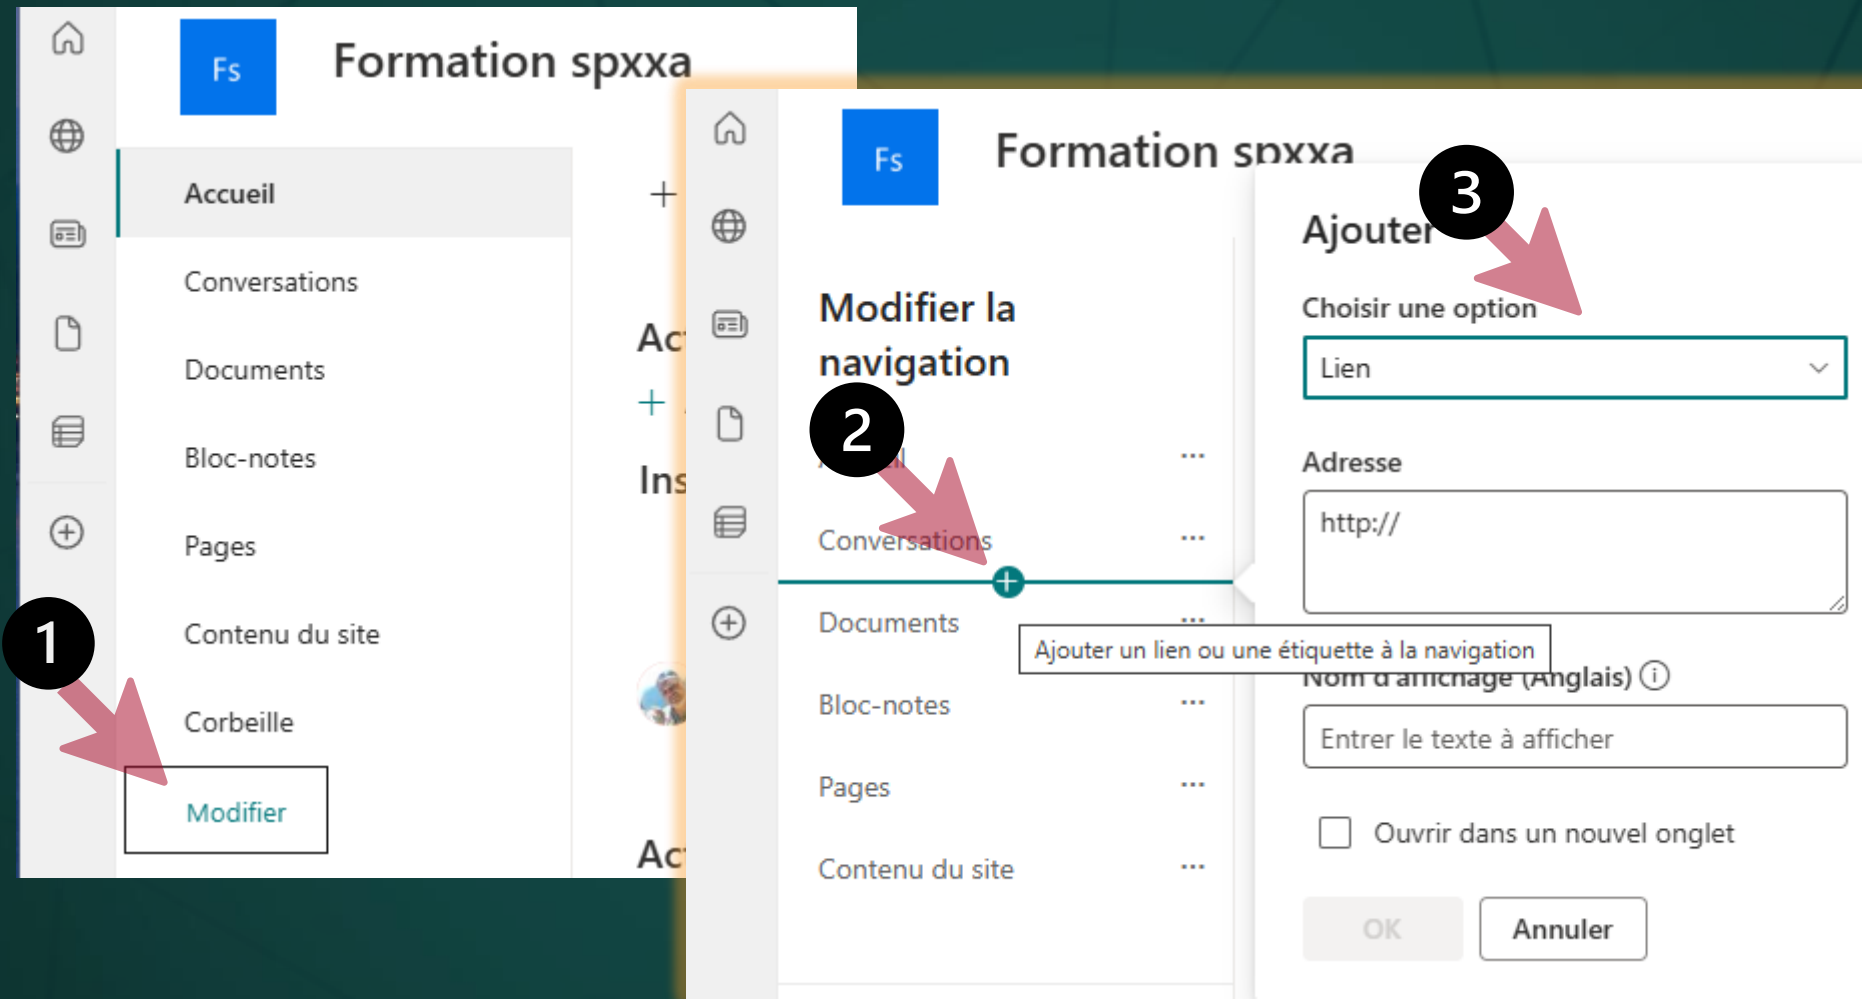 Fs
Formation spxxa
Accueil
Conversations
Documents
Bloc-notes
Pages
Contenu du site
Corbeille
Modifier
1
Fs
Formation spxxa
Modifier la
navigation
2
Conversations
Documents
Bloc-notes
Pages
Contenu du site
Ajouter un lien ou une étiquette à la navigation
3
Ajouter
Choisir une option
Lien
Adresse
http://
Nom d'affichage (Anglais)
Entrer le texte à afficher
Ouvrir dans un nouvel onglet
OK
Annuler